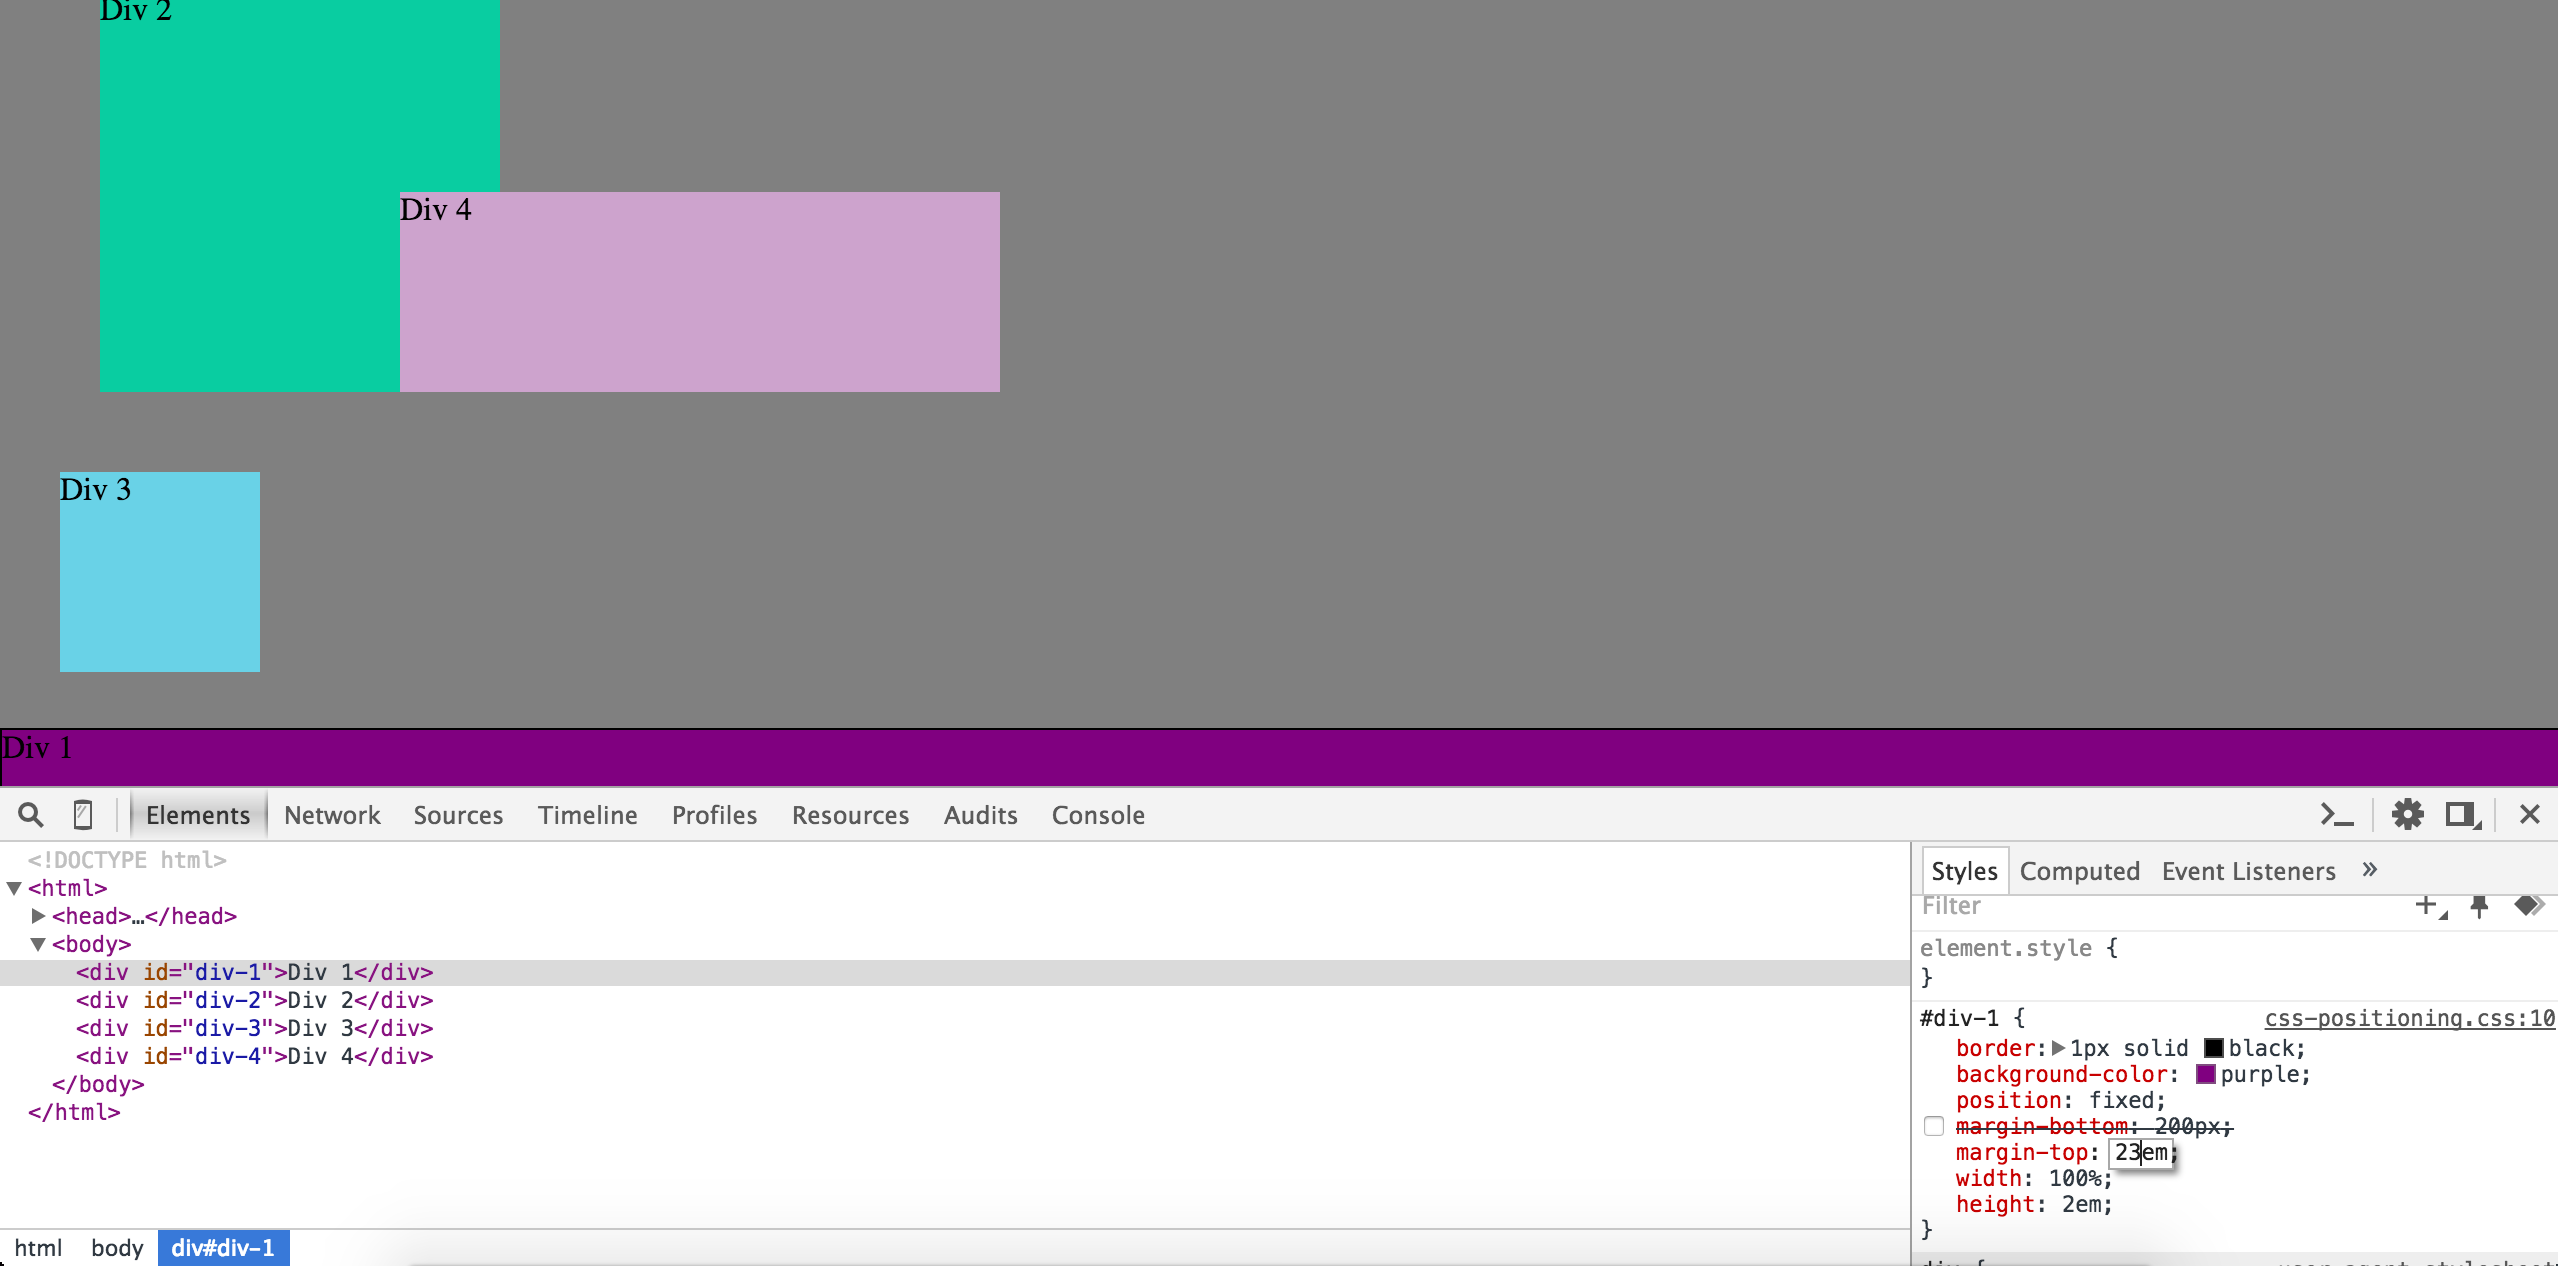 Div 2
Div 4
Div 3
Div 1
Elements Network Sources Timeline Profiles Resources Audits Console
<!DOCTYPE html>
<html>
<head>…</head>
<body>
<div id="div-1">Div 1</div>
<div id="div-2">Div 2</div>
<div id="div-3">Div 3</div>
<div id="div-4">Div 4</div>
</body>
</html>
html body div#div-1
Styles Computed Event Listeners »
Filter
element.style {
}
#div-1 { css-positioning.css:10
border: 1px solid black;
background-color: purple;
position: fixed;
margin-bottom: 200px;
margin-top: 23em;
width: 100%;
height: 2em;
}
div { user agent stylesheet